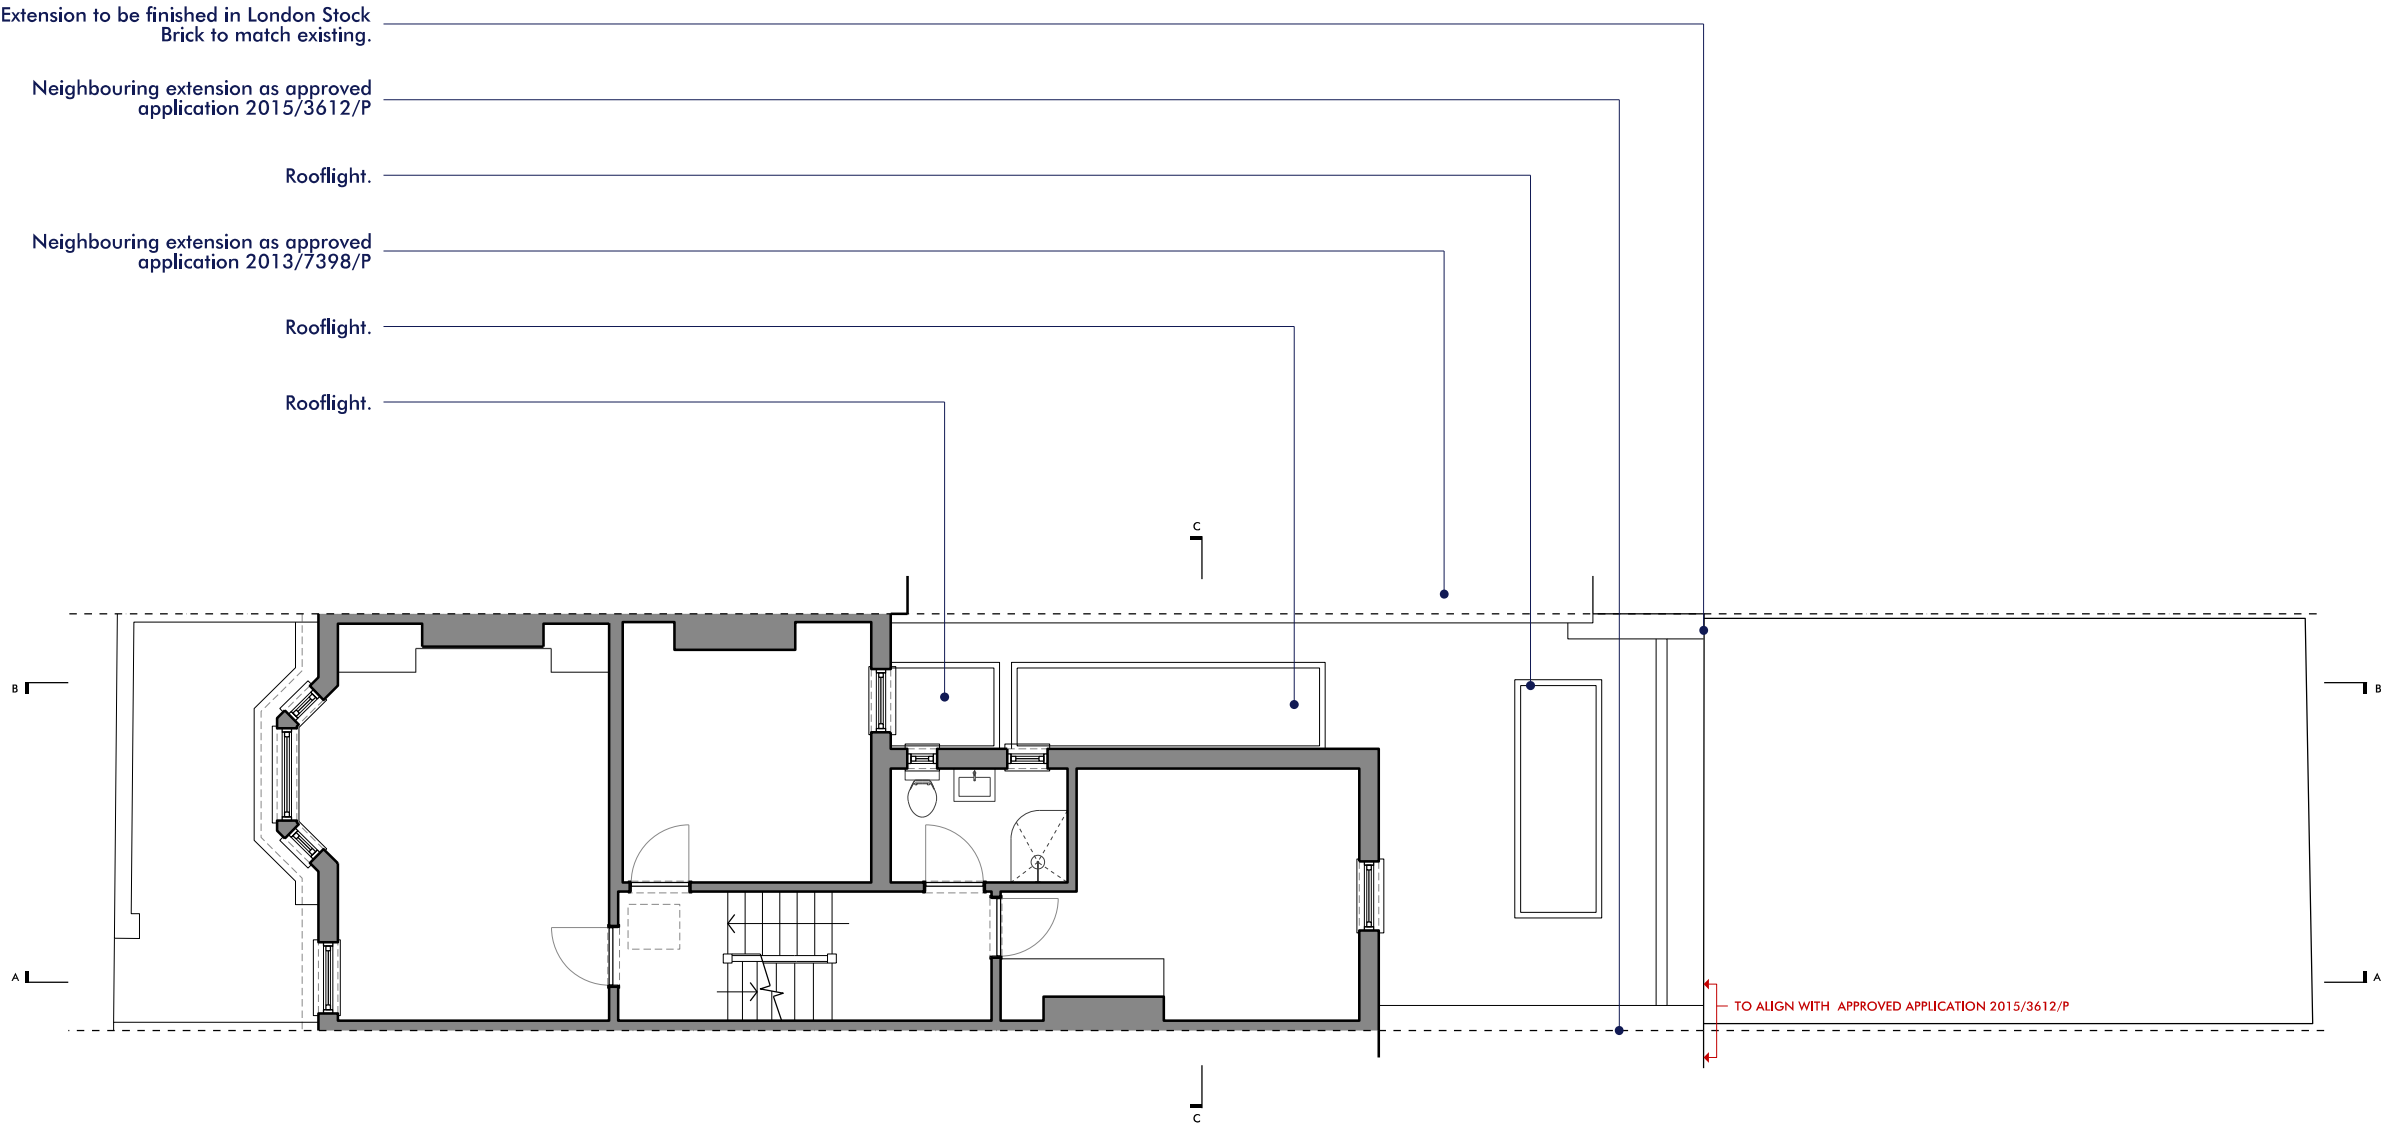 Extension to be finished in London Stock
Brick to match existing.
Neighbouring extension as approved
application 2015/3612/P
Rooflight.
Neighbouring extension as approved
application 2013/7398/P
Rooflight.
Rooflight.
C
B
B
A
A
TO ALIGN WITH APPROVED APPLICATION 2015/3612/P
C